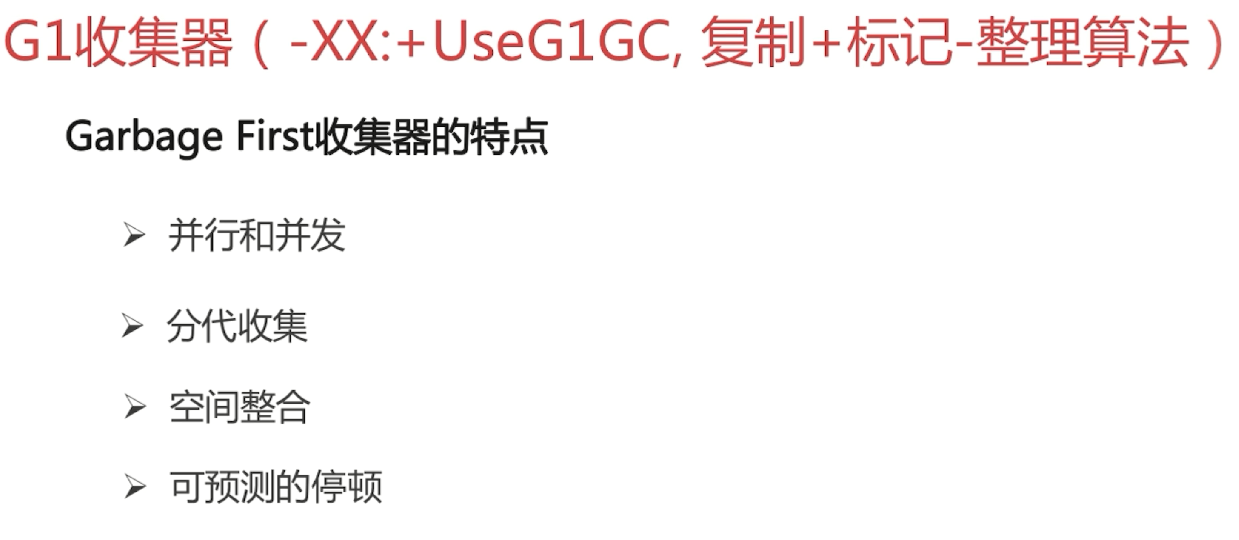 G1收集器（ -XX:+UseG1GC, 复制+标记-整理算法 ）
Garbage First收集器的特点
➢ 并行和并发
➢ 分代收集
➢ 空间整合
➢ 可预测的停顿